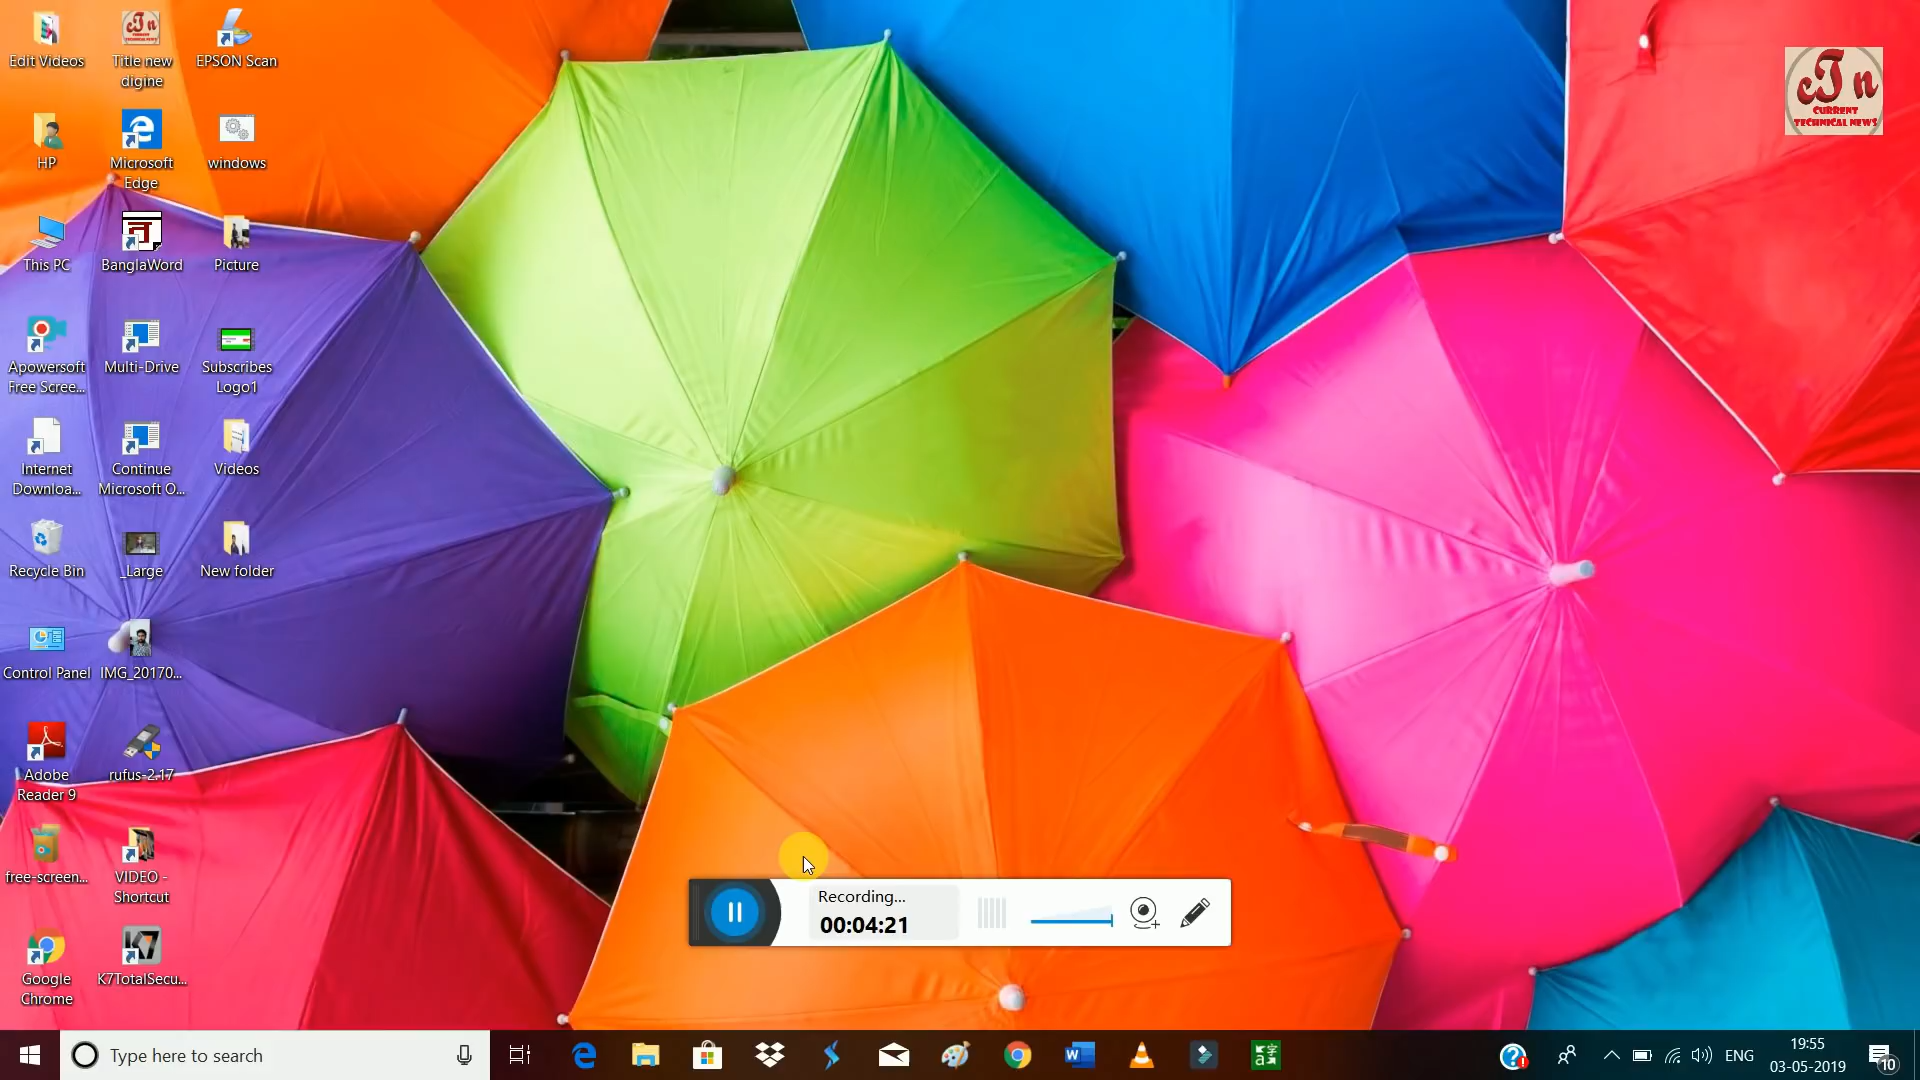 Edit Videos
Title new
digine
EPSON Scan
cTn
CURRENT
TECHNICAL NEWS
HP
Microsoft
Edge
windows
This PC
BanglaWord
Picture
Apowersoft
Free Scree...
Multi-Drive
Subscribes
Logo1
Internet
Downloa...
Continue
Microsoft O...
Videos
Recycle Bin
_Large
New folder
Control Panel
IMG_20170...
Adobe
Reader 9
rufus-2.17
free-screen...
VIDEO -
Shortcut
Recording...
00:04:21
Google
Chrome
K7TotalSecu...
Type here to search
ENG
19:55
03-05-2019
10